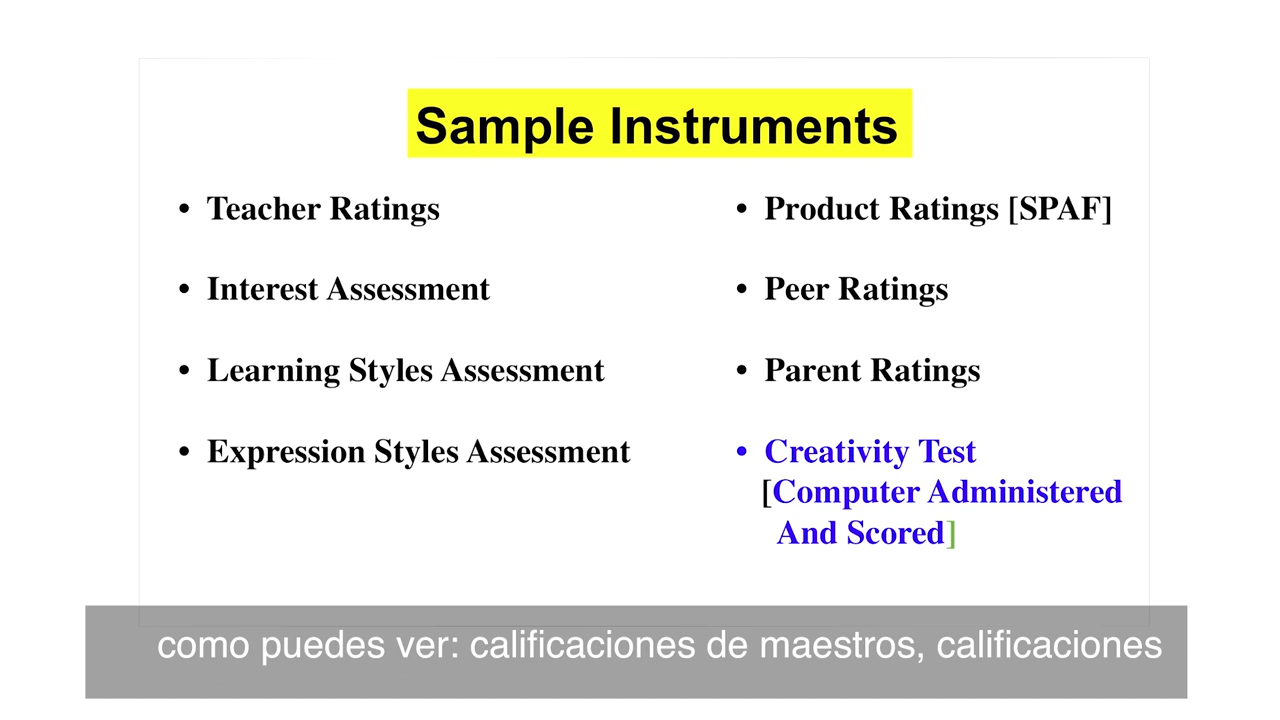 Sample Instruments
• Teacher Ratings
• Interest Assessment
• Learning Styles Assessment
• Expression Styles Assessment
• Product Ratings [SPAF]
• Peer Ratings
• Parent Ratings
• Creativity Test
[Computer Administered
And Scored]
como puedes ver: calificaciones de maestros, calificaciones